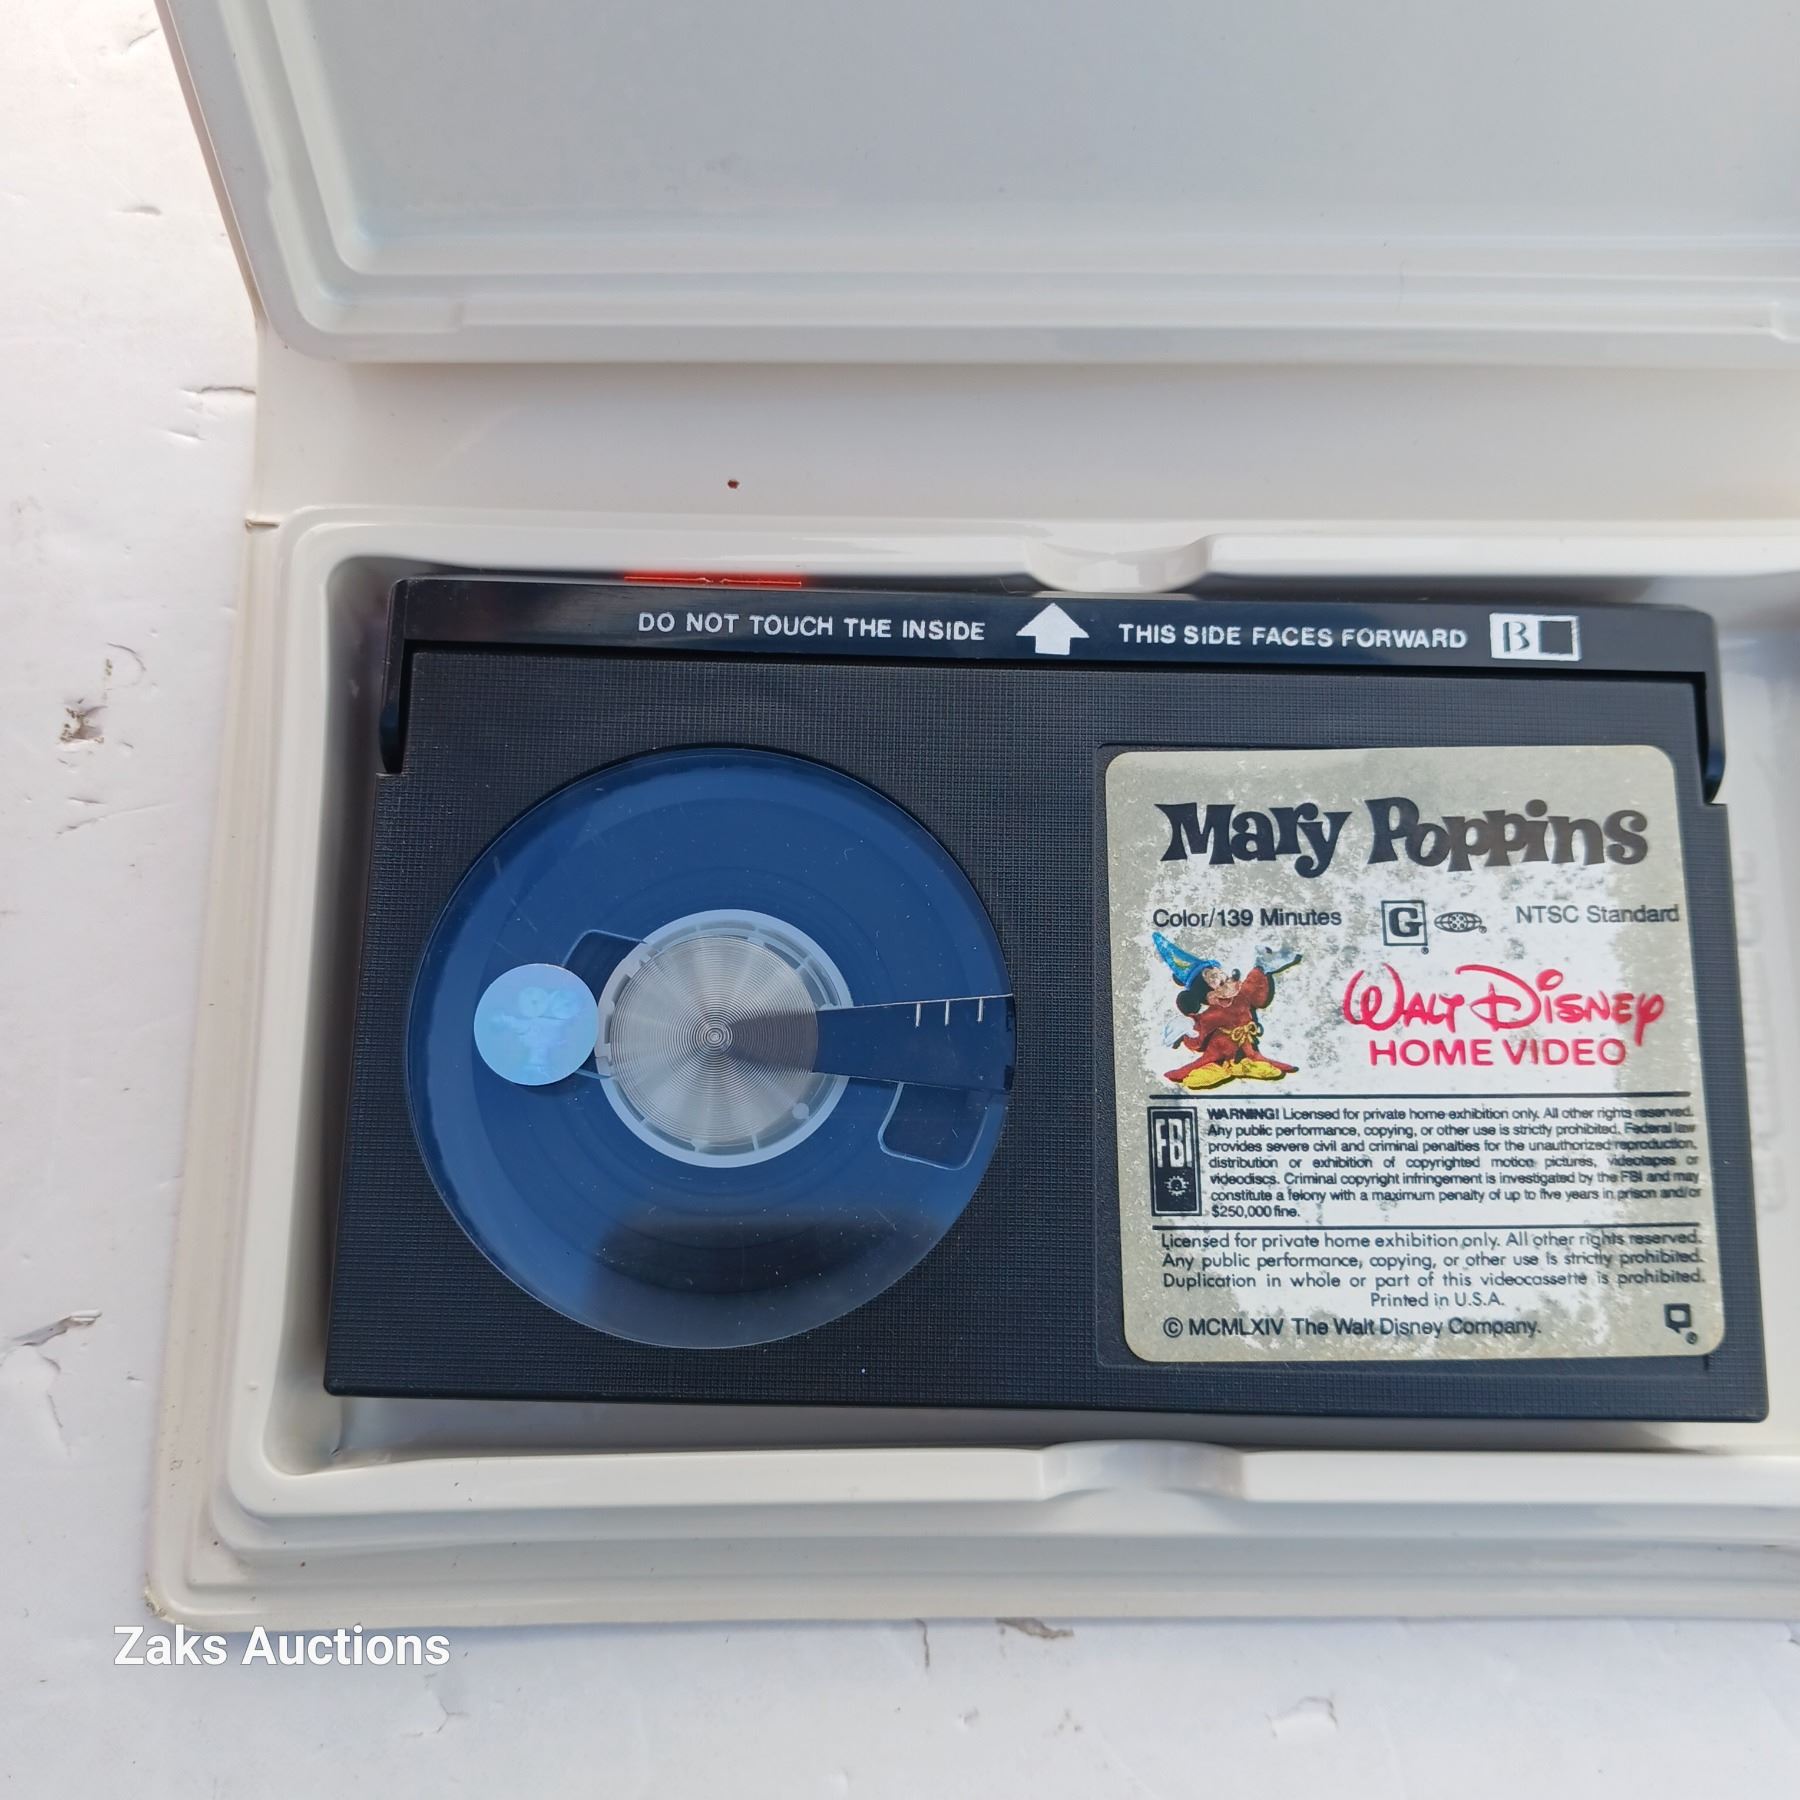 DO NOT TOUCH THE INSIDE THIS SIDE FACES FORWARD B
Mary Poppins
Color/139 Minutes G NTSC Standard
WALT DISNEY
HOME VIDEO
FBI
WARNING! Licensed for private home exhibition only. All other rights reserved.
Any public performance, copying, or other use is strictly prohibited. Federal law
provides severe civil and criminal penalties for the unauthorized reproduction,
distribution or exhibition of copyrighted motion pictures, videotapes or
videodiscs. Criminal copyright infringement is investigated by the FBI and may
constitute a felony with a maximum penalty of up to five years in prison and/or
$250,000 fine.
Licensed for private home exhibition only. All other rights reserved.
Any public performance, copying, or other use is strictly prohibited.
Duplication in whole or part of this videocassette is prohibited.
Printed in U.S.A.
© MCMLXIV The Walt Disney Company.
Zaks Auctions